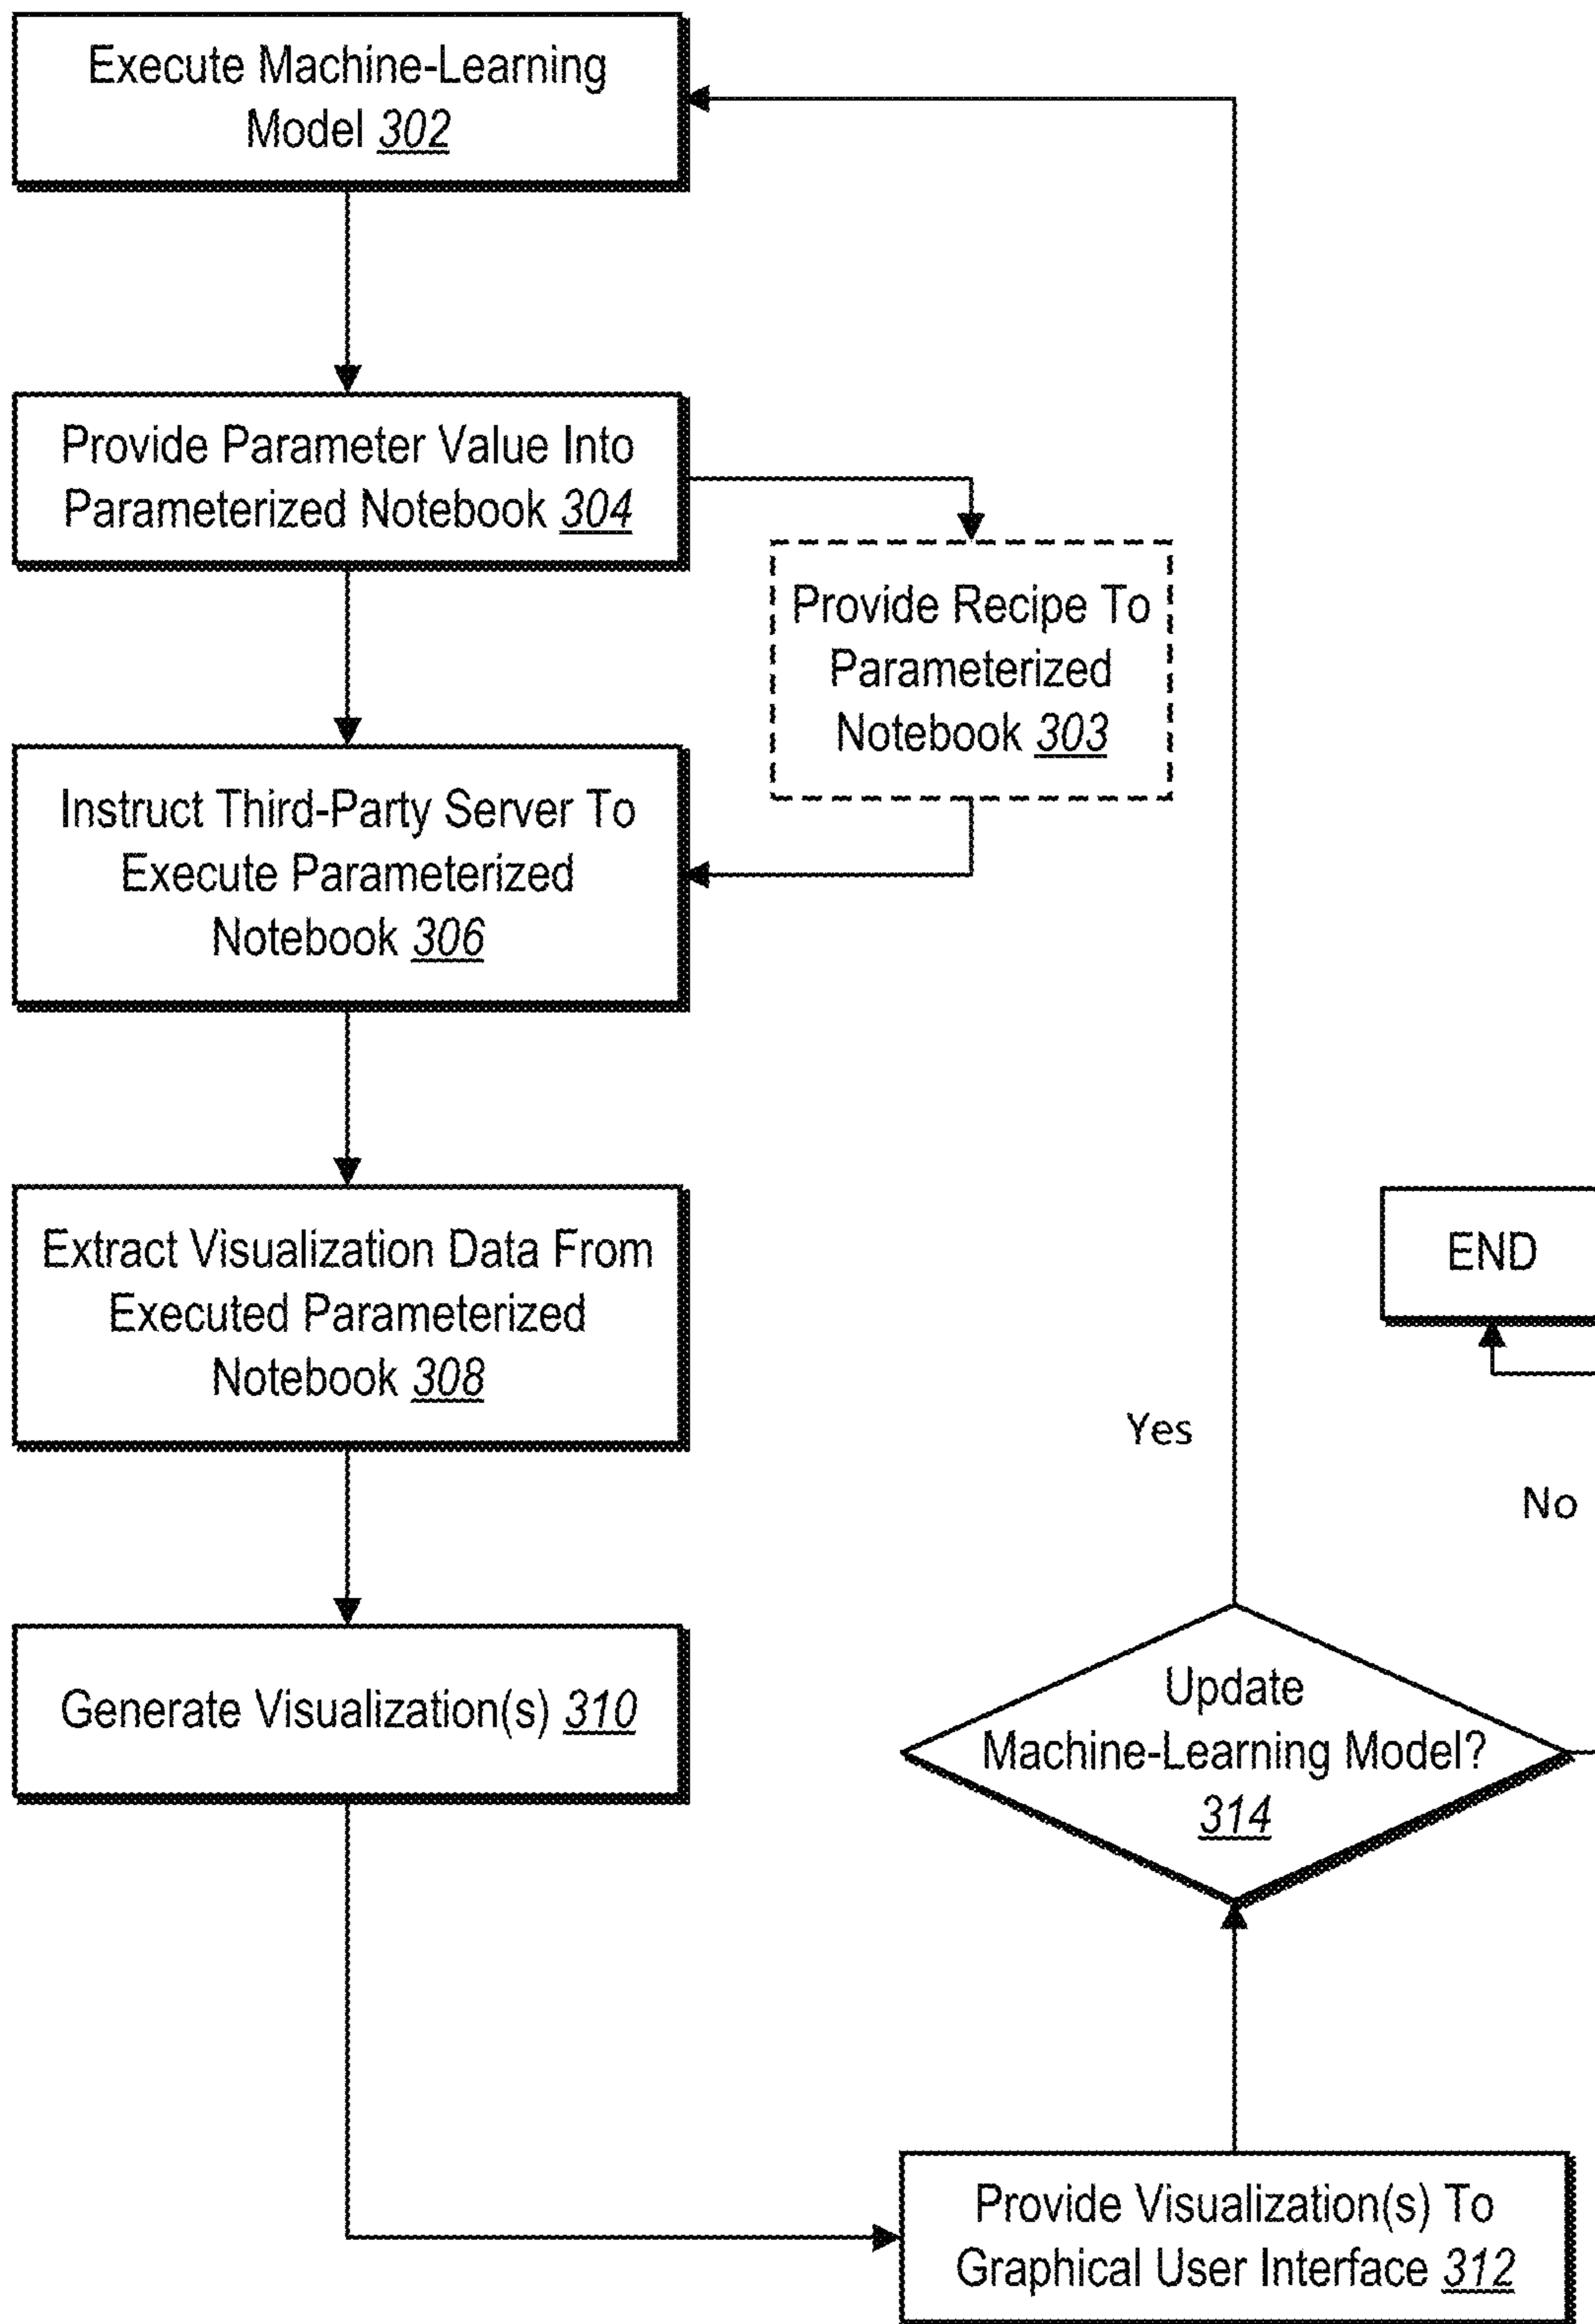 Execute Machine-Learning
Model 302
Provide Parameter Value Into
Parameterized Notebook 304
Provide Recipe To
Parameterized
Notebook 303
Instruct Third-Party Server To
Execute Parameterized
Notebook 306
Extract Visualization Data From
Executed Parameterized
Notebook 308
Generate Visualization(s) 310
Provide Visualization(s) To
Graphical User Interface 312
Update
Machine-Learning Model?
314
Yes
No
END